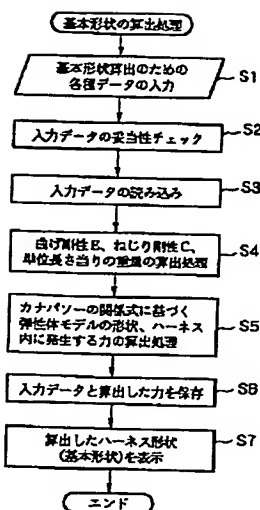 基本形状の算出処理
基本形状算出のための
各種データの入力
S1
入力データの妥当性チェック
S2
入力データの読み込み
S3
曲げ剛性E、ねじり剛性C、
単位長さ当りの重量の算出処理
S4
カナパソーの関係式に基づく
弾性体モデルの形状、ハーネス
内に発生する力の算出処理
S5
入力データと算出した力を保存
S6
算出したハーネス形状
(基本形状)を表示
S7
エンド